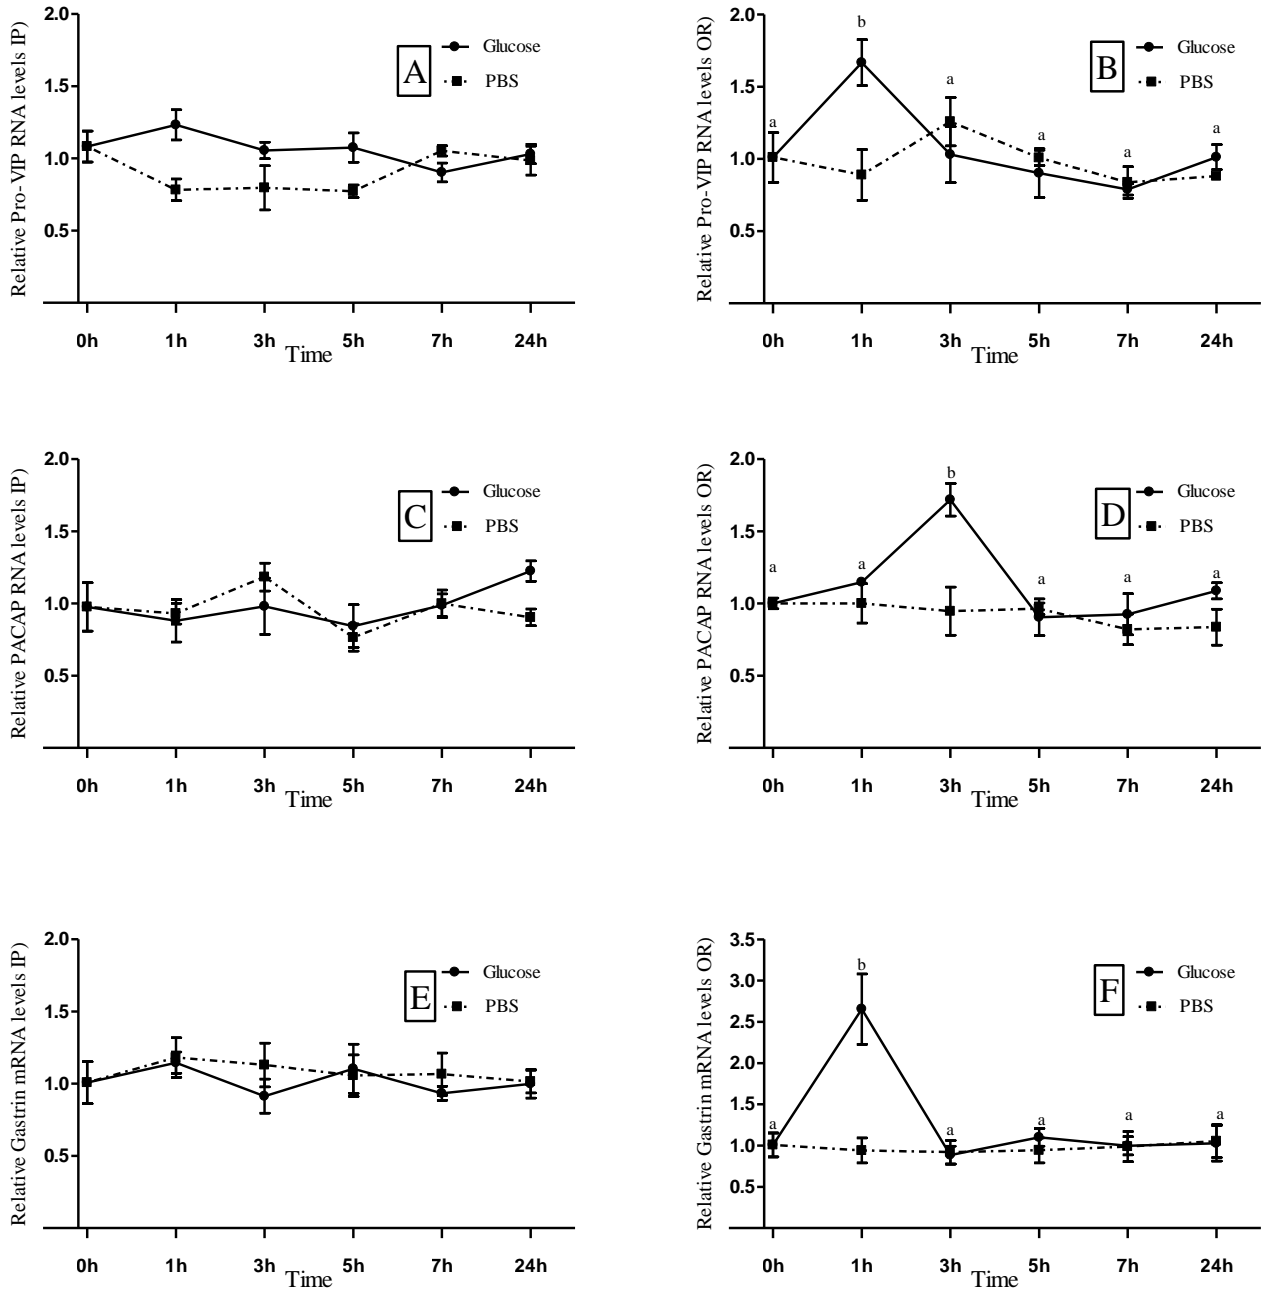 Relative Pro-VIP RNA levels IP)
2.0
1.5
1.0
0.5
A
Glucose
PBS
0h 1h 3h 5h 7h 24h
Time
Relative Pro-VIP RNA levels OR)
2.0
1.5
1.0
0.5
B
Glucose
PBS
a b a a a a
0h 1h 3h 5h 7h 24h
Time
Relative PACAP RNA levels IP)
2.0
1.5
1.0
0.5
C
Glucose
PBS
0h 1h 3h 5h 7h 24h
Time
Relative PACAP RNA levels OR)
2.0
1.5
1.0
0.5
D
Glucose
PBS
a a b a a a
0h 1h 3h 5h 7h 24h
Time
Relative Gastrin mRNA levels IP)
2.0
1.5
1.0
0.5
E
Glucose
PBS
0h 1h 3h 5h 7h 24h
Time
Relative Gastrin mRNA levels OR)
3.5
3.0
2.5
2.0
1.5
1.0
0.5
F
Glucose
PBS
a b a a a a
0h 1h 3h 5h 7h 24h
Time